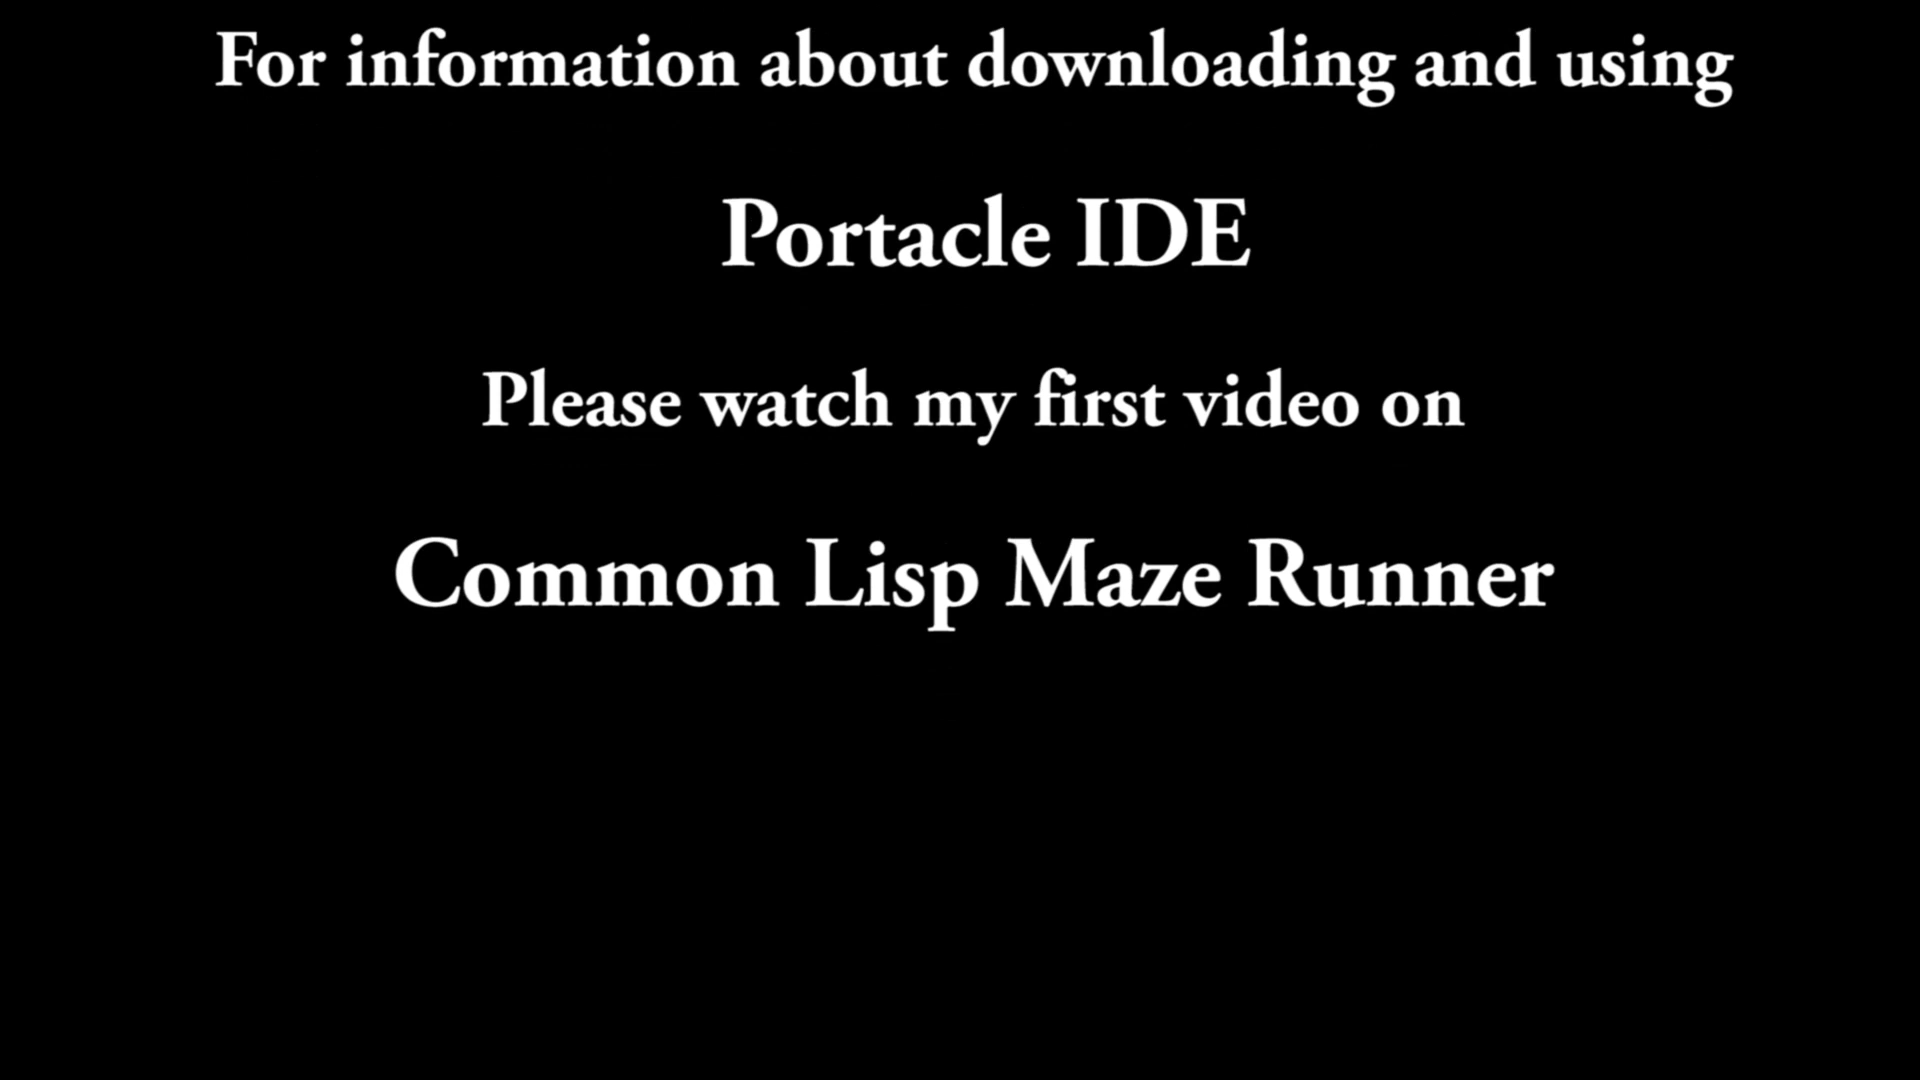 For information about downloading and using
Portacle IDE
Please watch my first video on
Common Lisp Maze Runner